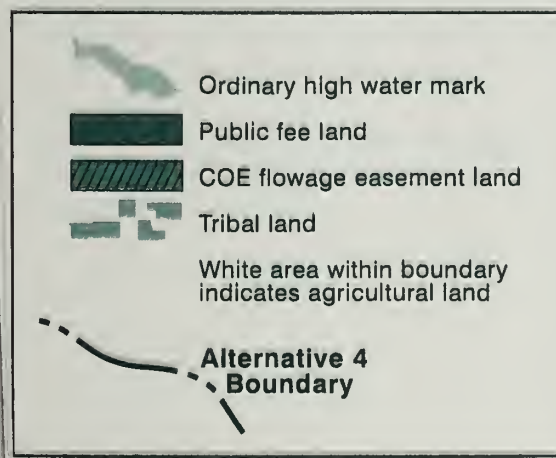 Ordinary high water mark
Public fee land
COE flowage easement land
Tribal land
White area within boundary
indicates agricultural land
Alternative 4
Boundary